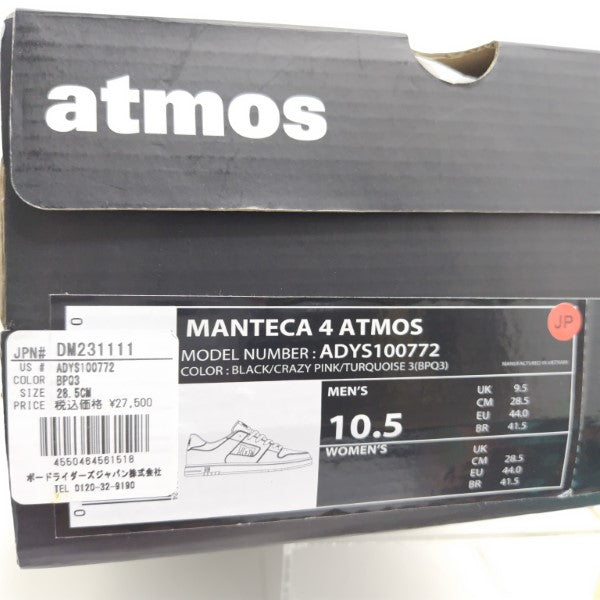 atmos
MANTECA 4 ATMOS
MODEL NUMBER : ADYS100772
COLOR : BLACK/CRAZY PINK/TURQUOISE 3(BPQ3)
JP
MANUFACTURED IN VIETNAM
MEN'S
10.5
UK 9.5
CM 28.5
EU 44.0
BR 41.5
WOMEN'S
UK
CM 28.5
EU 44.0
BR 41.5
JPN# DM231111
US # ADYS100772
COLOR BPQ3
SIZE 28.5CM
PRICE 税込価格 ¥27,500
4550464561518
ボードライダーズジャパン株式会社
TEL 0120-32-9190